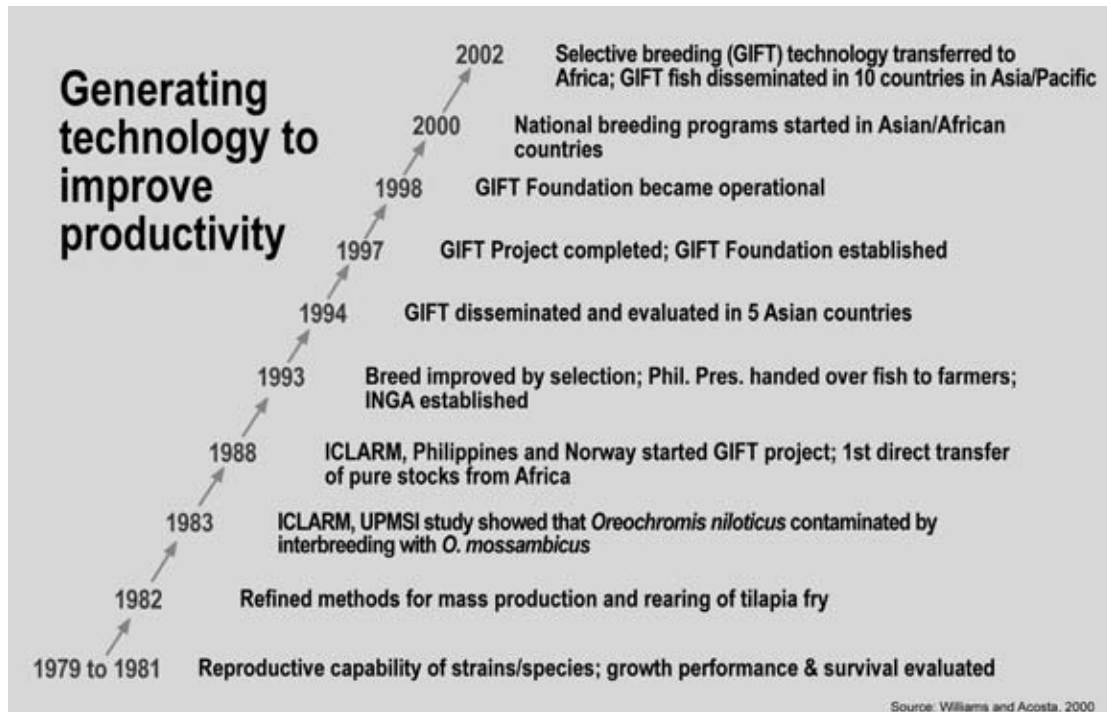 Generating
technology to
improve
productivity
2002 Selective breeding (GIFT) technology transferred to
Africa; GIFT fish disseminated in 10 countries in Asia/Pacific
2000 National breeding programs started in Asian/African
countries
1998 GIFT Foundation became operational
1997 GIFT Project completed; GIFT Foundation established
1994 GIFT disseminated and evaluated in 5 Asian countries
1993 Breed improved by selection; Phil. Pres. handed over fish to farmers;
INGA established
1988 ICLARM, Philippines and Norway started GIFT project; 1st direct transfer
of pure stocks from Africa
1983 ICLARM, UPMSI study showed that Oreochromis niloticus contaminated by
interbreeding with O. mossambicus
1982 Refined methods for mass production and rearing of tilapia fry
1979 to 1981 Reproductive capability of strains/species; growth performance & survival evaluated
Source: Williams and Acosta, 2000